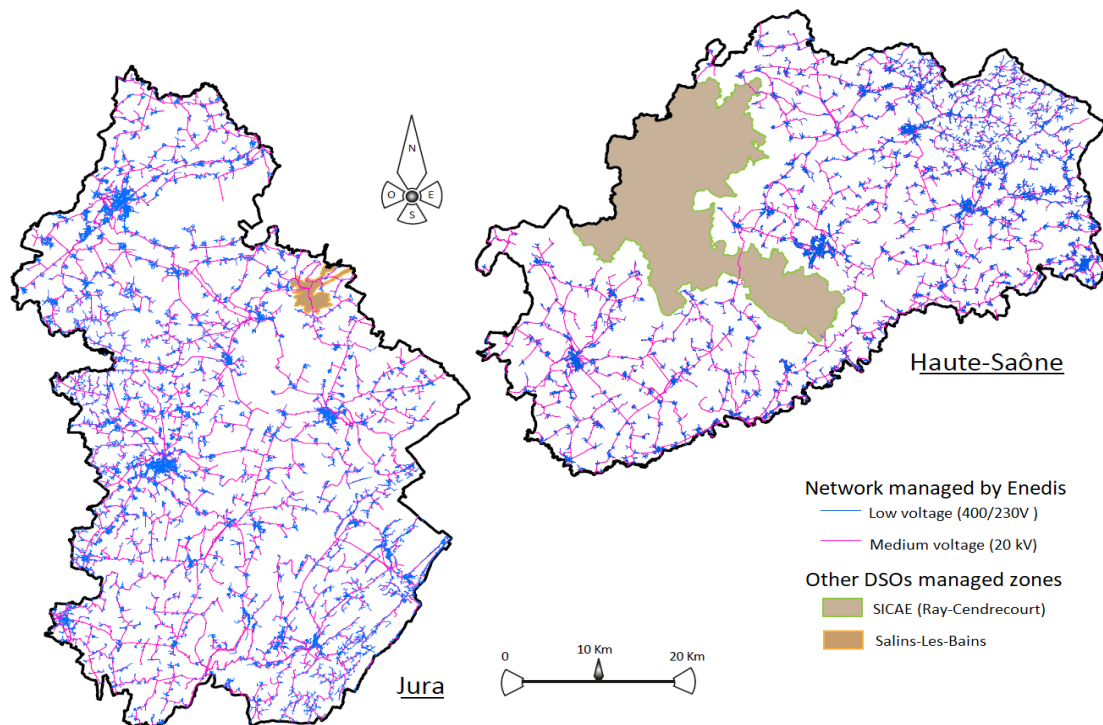 N
O
E
S
Haute-Saône
Network managed by Enedis
Low voltage (400/230V )
Medium voltage (20 kV)
Other DSOs managed zones
SICAE (Ray-Cendrecourt)
Salins-Les-Bains
0
10 Km
20 Km
Jura